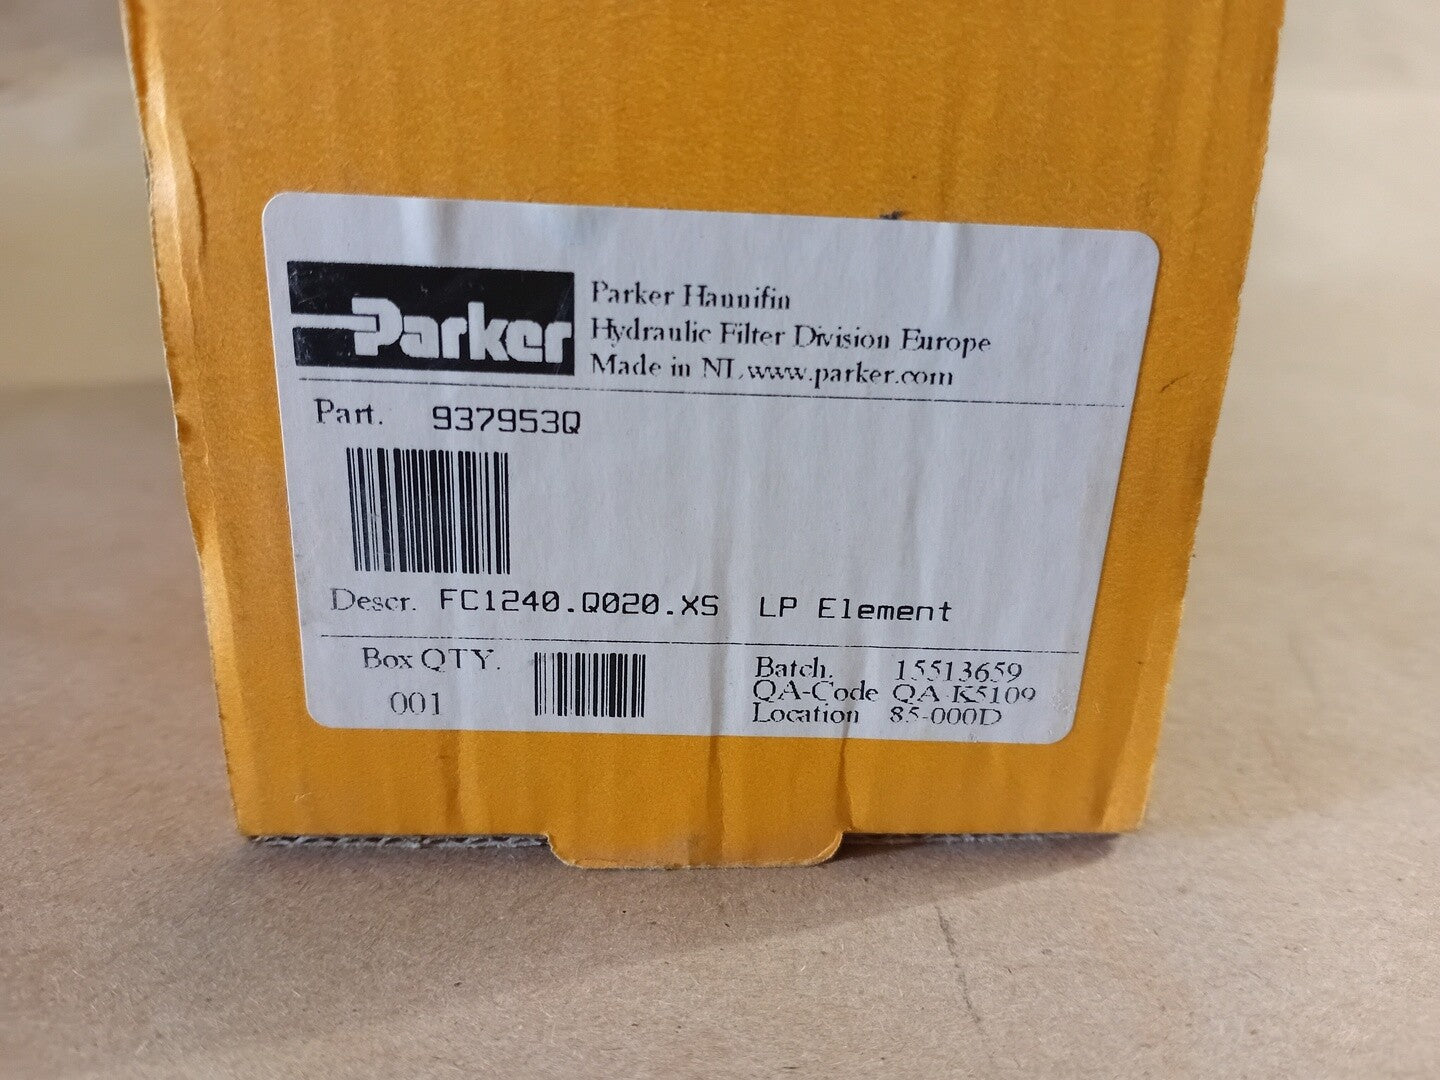 Parker
Parker Hannifin
Hydraulic Filter Division Europe
Made in NL www.parker.com
Part. 937953Q
Descr. FC1240.Q020.XS LP Element
Box QTY.
001
Batch. 15513659
QA-Code QA-K5109
Location 85-000D